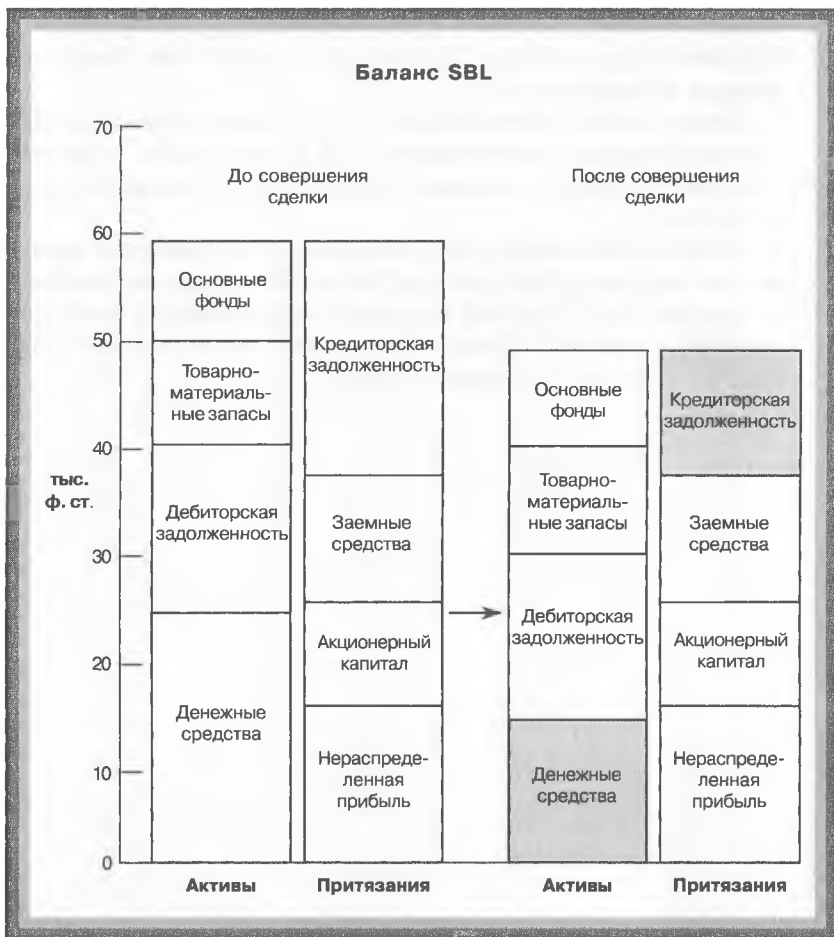 Баланс SBL
70
60
50
40
30
20
10
0
тыс.
ф. ст.
До совершения
сделки
Основные
фонды
Товарно-
материаль-
ные запасы
Дебиторская
задолженность
Денежные
средства
Активы
Кредиторская
задолженность
Заемные
средства
Акционерный
капитал
Нераспреде-
ленная
прибыль
Притязания
После совершения
сделки
Основные
фонды
Товарно-
материаль-
ные запасы
Дебиторская
задолженность
Денежные
средства
Активы
Кредиторская
задолженность
Заемные
средства
Акционерный
капитал
Нераспреде-
ленная
прибыль
Притязания